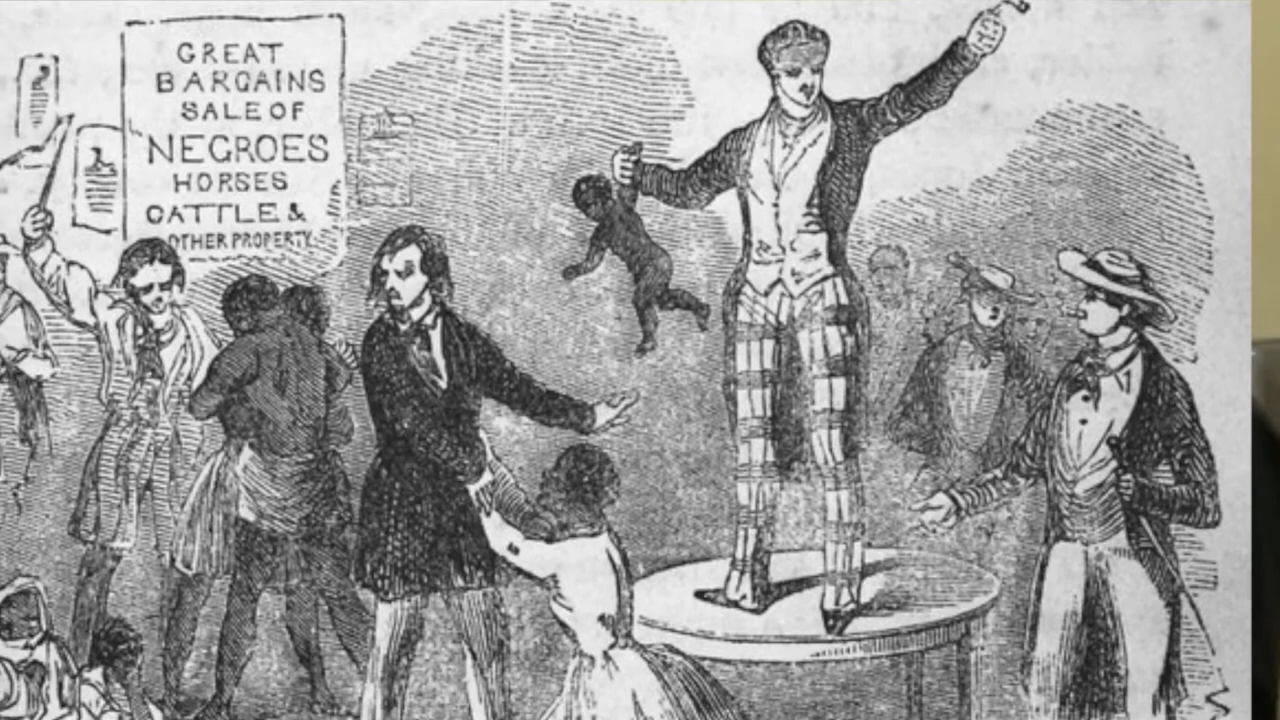 GREAT
BARGAINS
SALE OF
NEGROES
HORSES
CATTLE &
OTHER PROPERTY